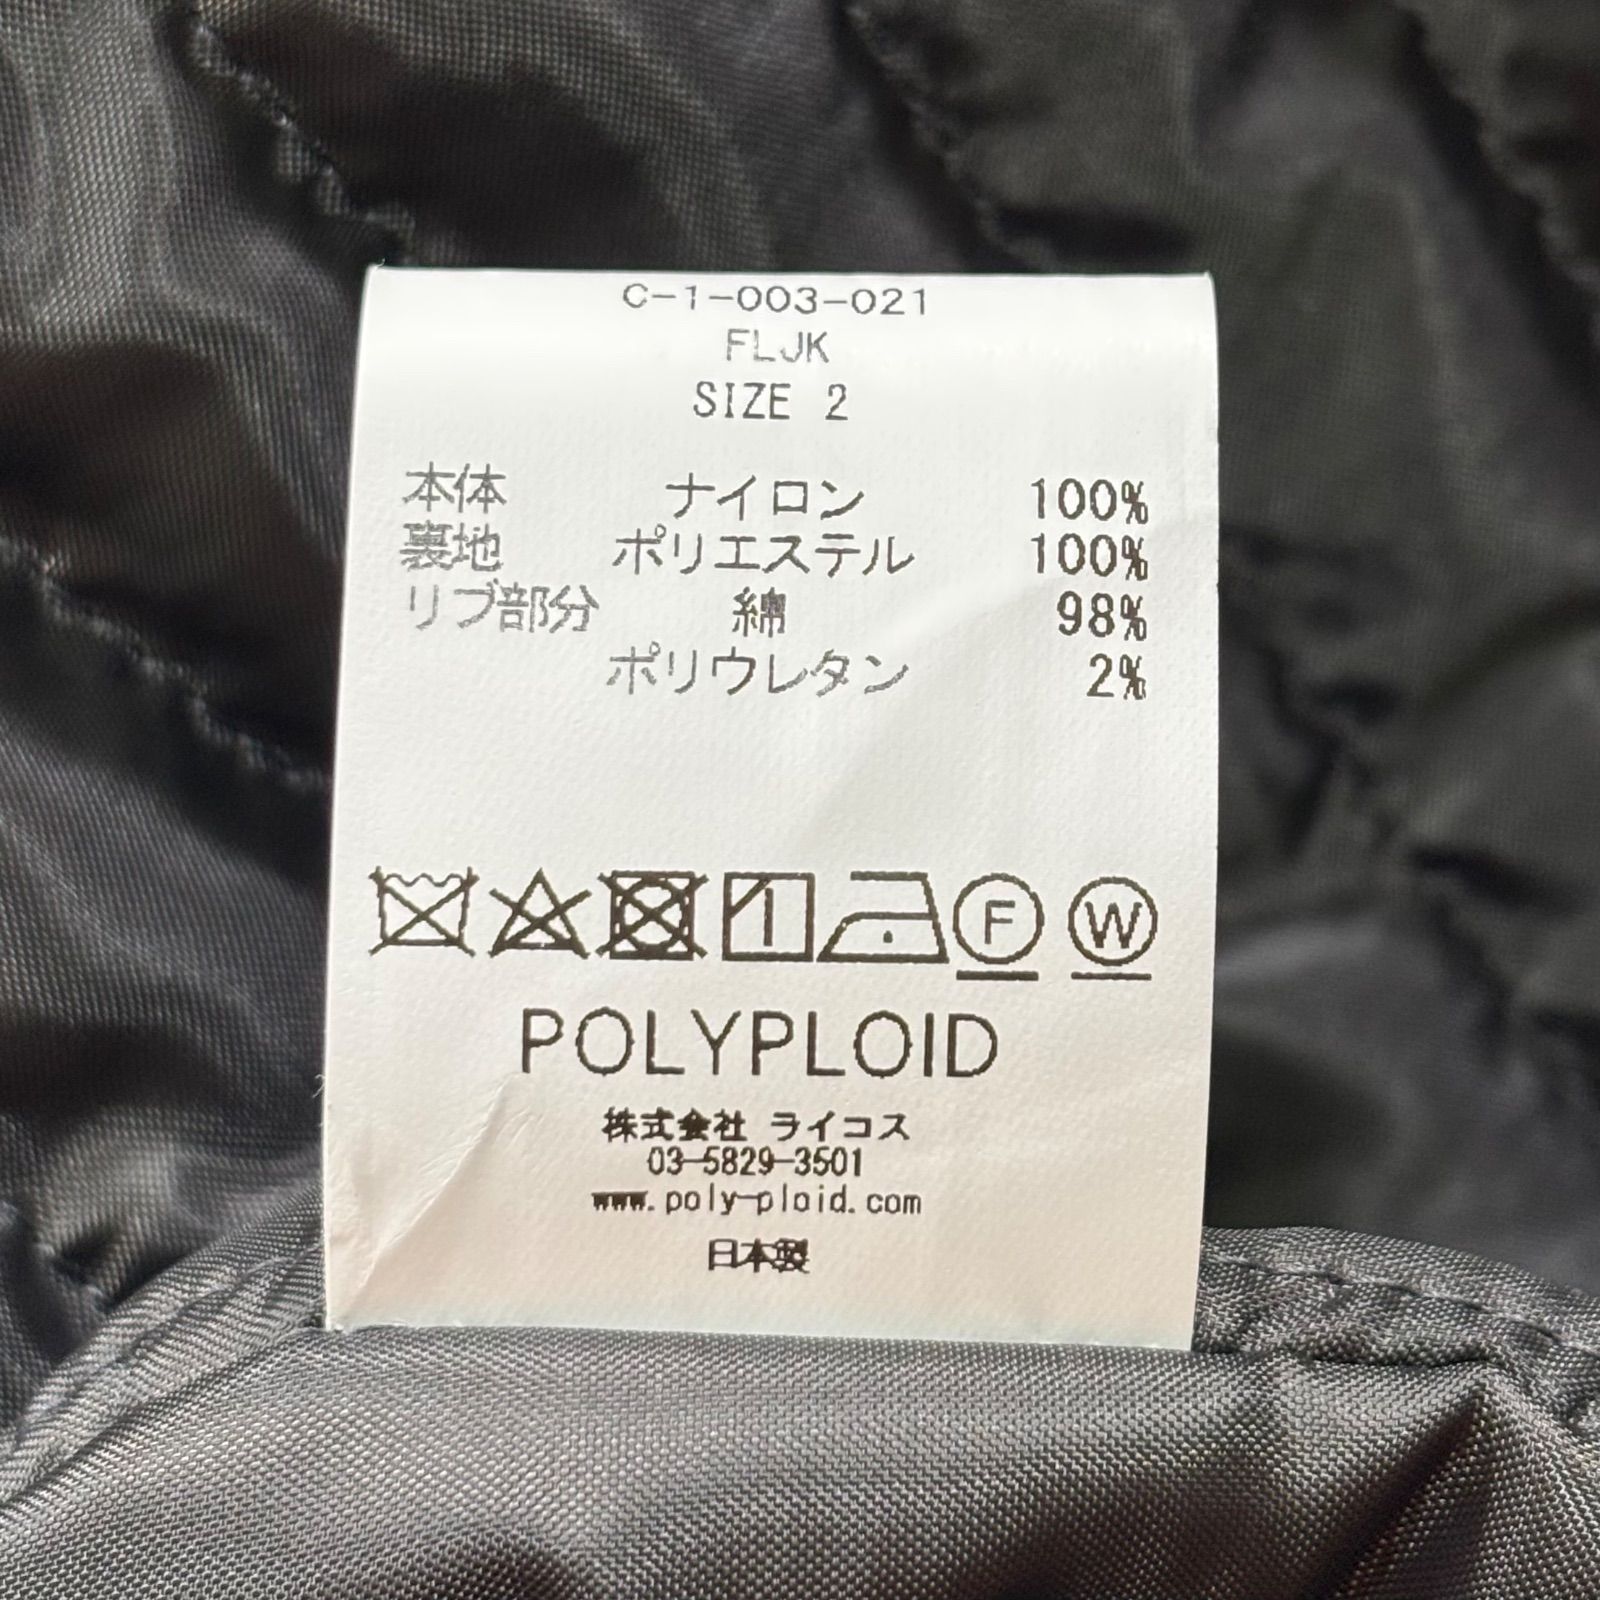 C-1-003-021
FLJK
SIZE 2
本体 ナイロン 100%
裏地 ポリエステル 100%
リブ部分 綿 98%
ポリウレタン 2%
F W
POLYPLOID
株式会社 ライコス
03-5829-3501
www.poly-ploid.com
日本製